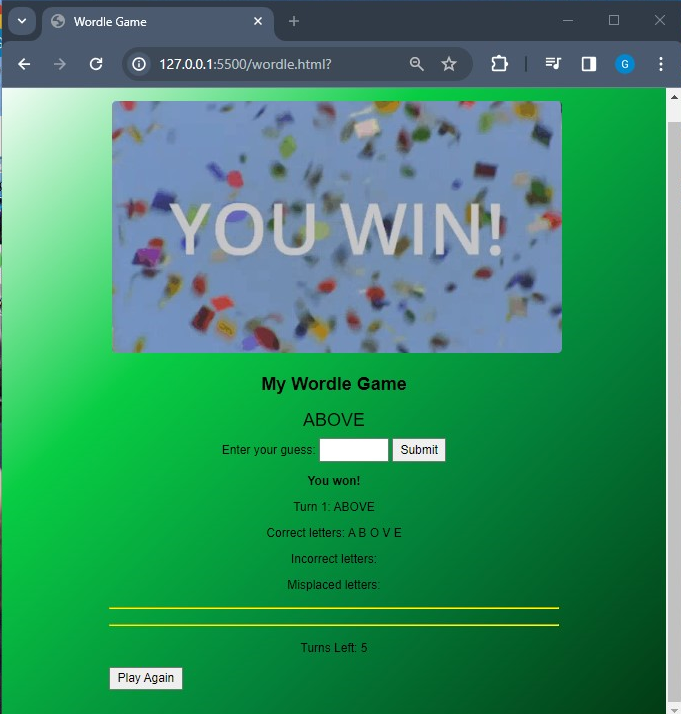 Wordle Game
127.0.0.1:5500/wordle.html?
G
YOU WIN!
My Wordle Game
ABOVE
Enter your guess: Submit
You won!
Turn 1: ABOVE
Correct letters: A B O V E
Incorrect letters:
Misplaced letters:
Turns Left: 5
Play Again